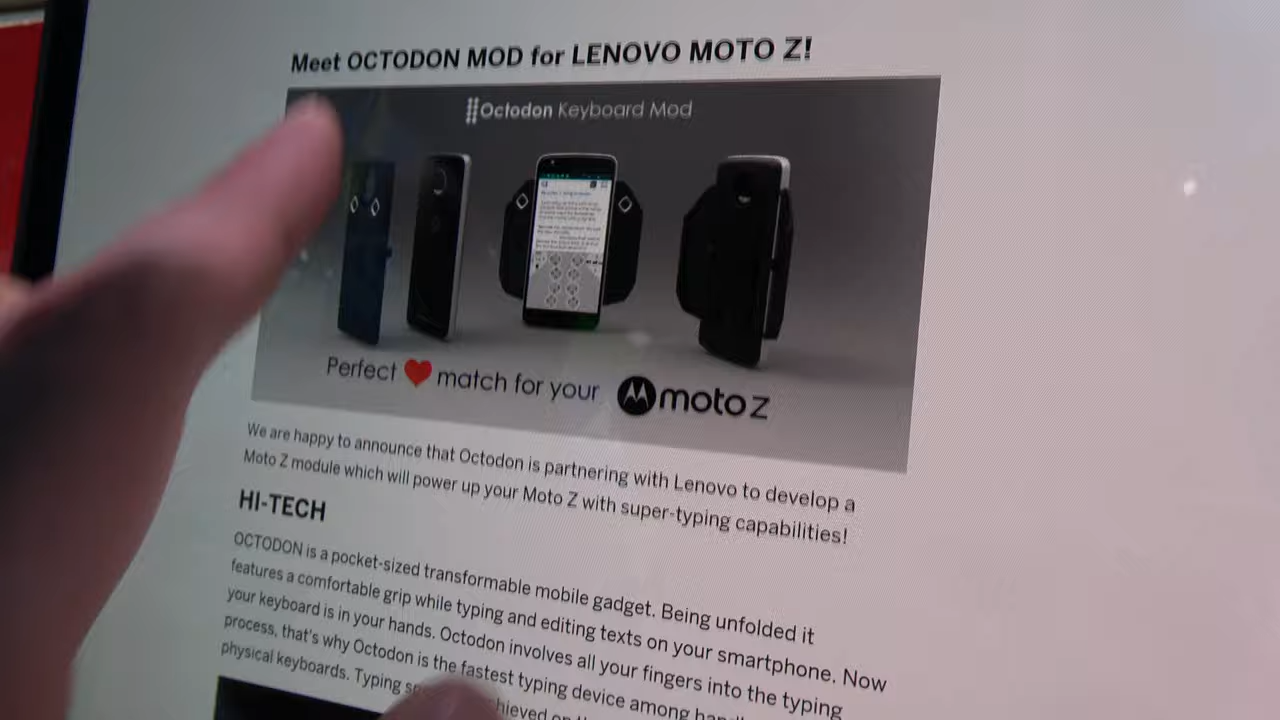 Meet OCTODON MOD for LENOVO MOTO Z!
Octodon Keyboard Mod
Perfect match for your moto z
We are happy to announce that Octodon is partnering with Lenovo to develop a
Moto Z module which will power up your Moto Z with super-typing capabilities!
HI-TECH
OCTODON is a pocket-sized transformable mobile gadget. Being unfolded it
features a comfortable grip while typing and editing texts on your smartphone. Now
your keyboard is in your hands. Octodon involves all your fingers into the typing
process, that's why Octodon is the fastest typing device among
physical keyboards. Typing